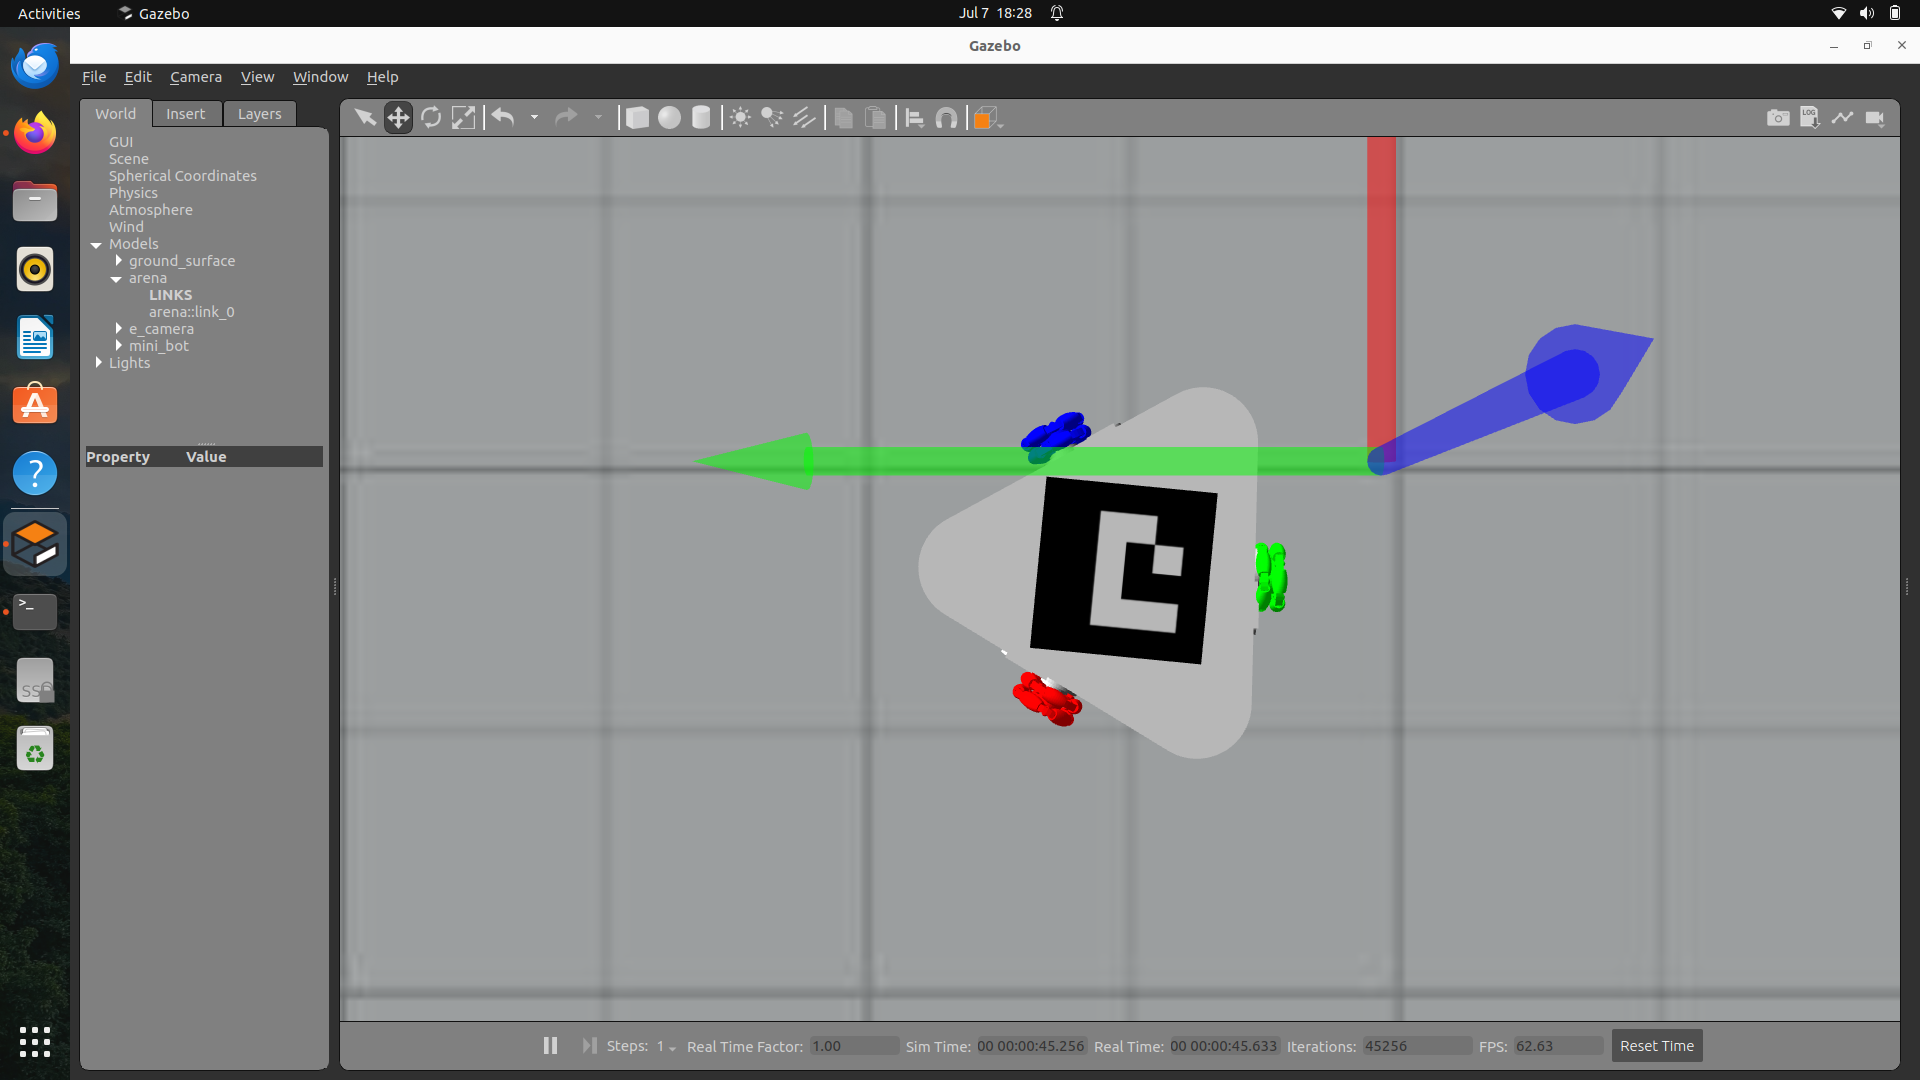 Activities
Gazebo
Jul 7 18:28
Gazebo
File Edit Camera View Window Help
World Insert Layers
LOG
GUI
Scene
Spherical Coordinates
Physics
Atmosphere
Wind
Models
ground_surface
arena
LINKS
arena::link_0
e_camera
mini_bot
Lights
Property Value
?
>_
SSD
Steps: 1 Real Time Factor: 1.00 Sim Time: 00 00:00:45.256 Real Time: 00 00:00:45.633 Iterations: 45256 FPS: 62.63 Reset Time